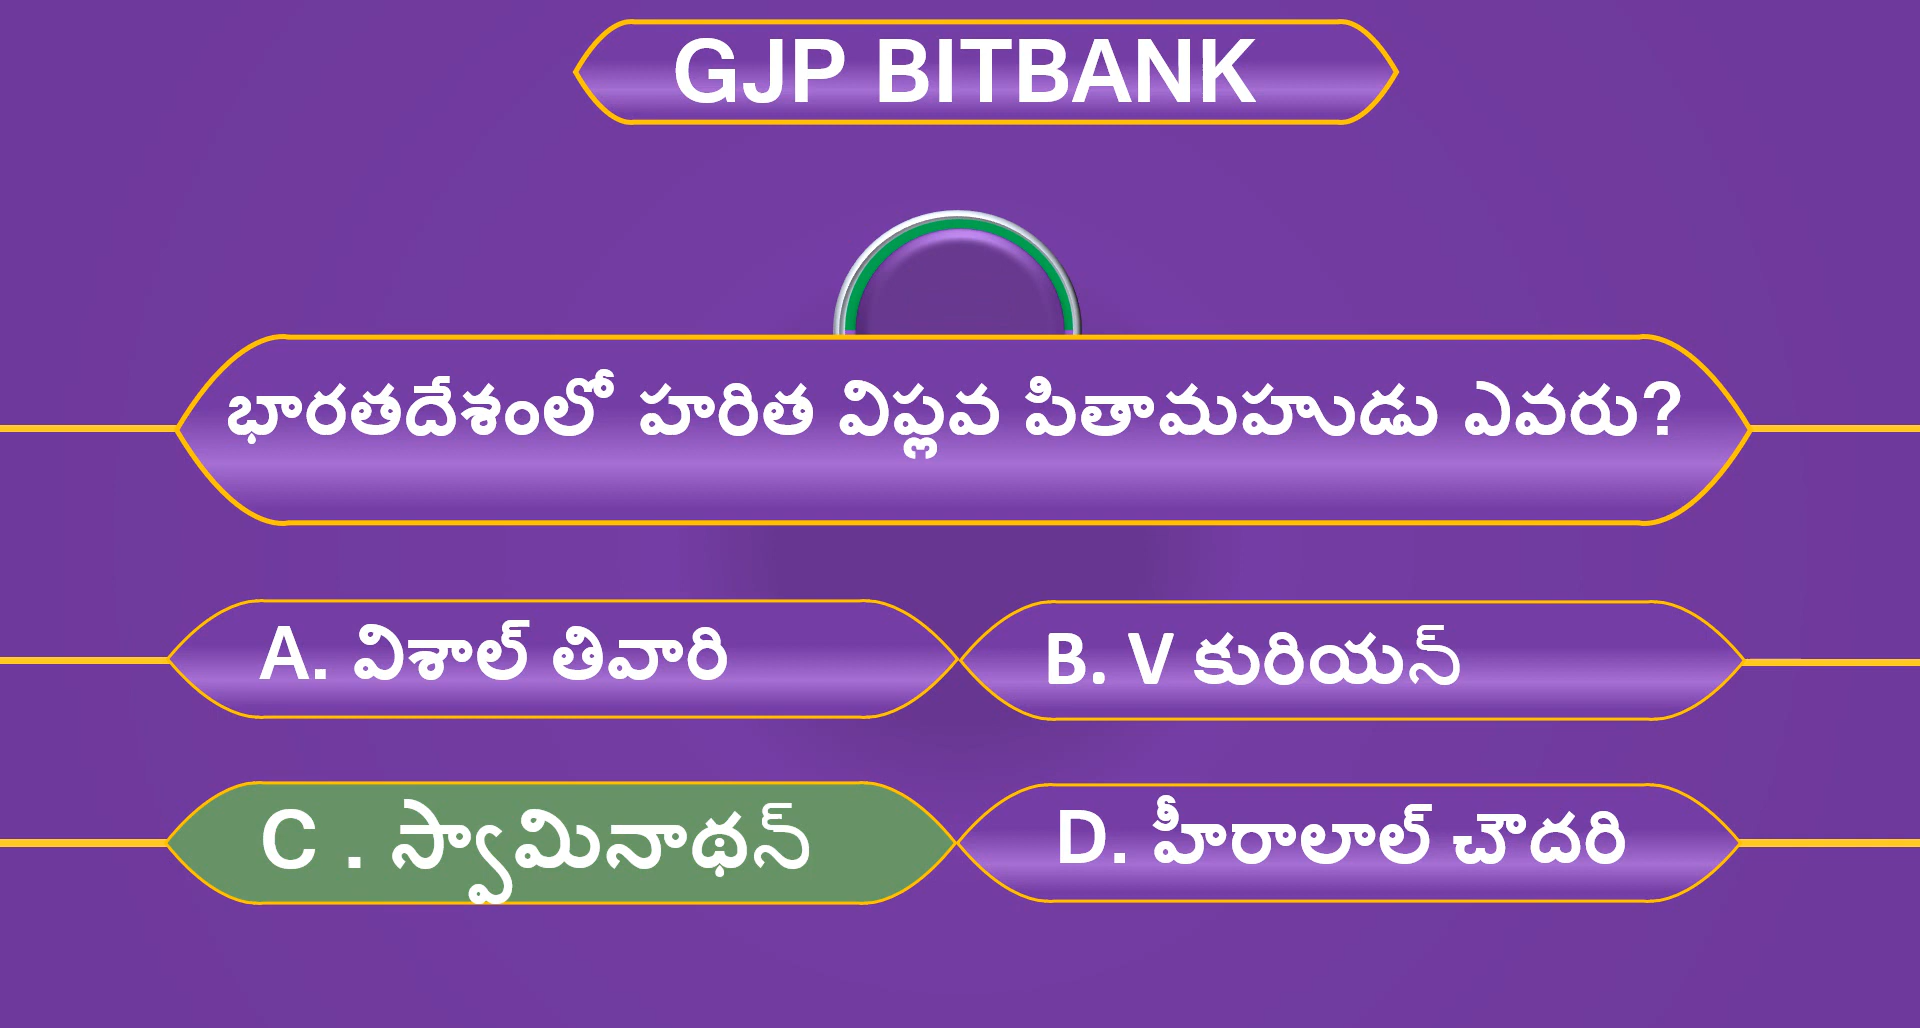 GJP BITBANK
భారతదేశంలో హరిత విప్లవ పితామహుడు ఎవరు?
A. విశాల్ తివారి
B. V కురియన్
C . స్వామినాథన్
D. హీరాలాల్ చౌదరి